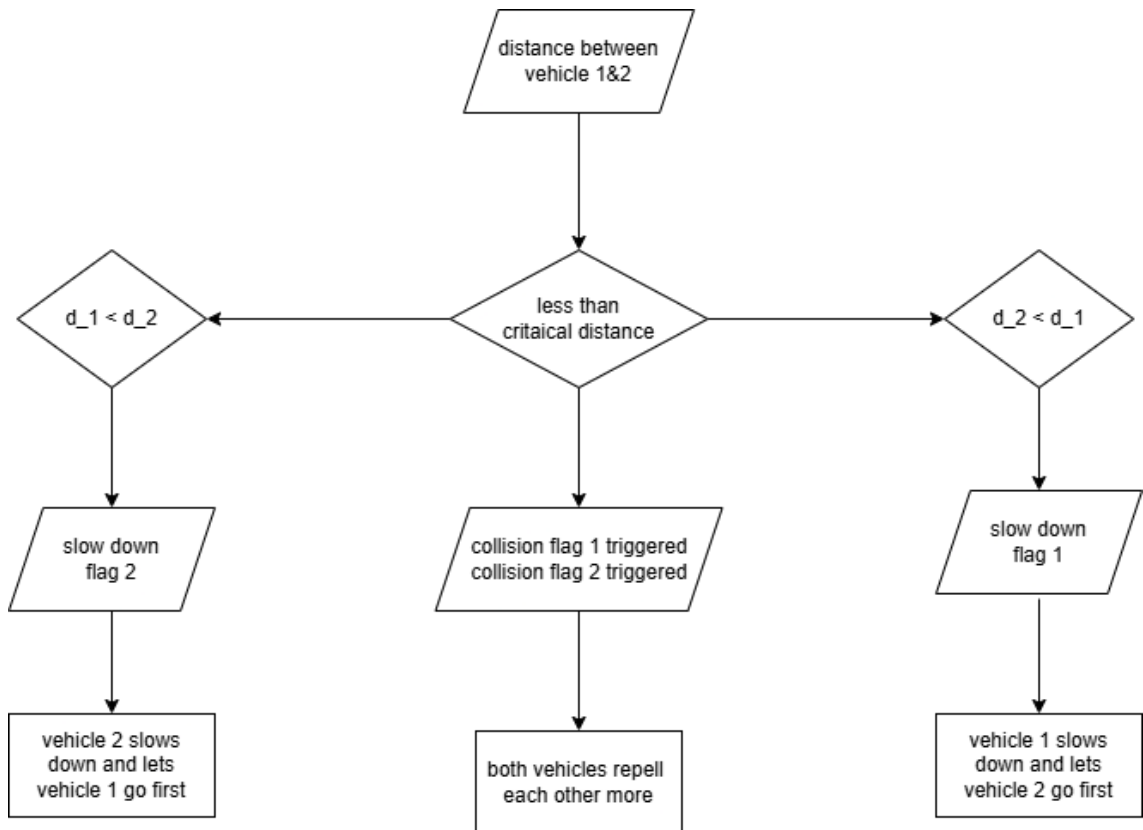 distance between
vehicle 1&2
d_1 < d_2
less than
critaical distance
d_2 < d_1
slow down
flag 2
collision flag 1 triggered
collision flag 2 triggered
slow down
flag 1
vehicle 2 slows
down and lets
vehicle 1 go first
both vehicles repell
each other more
vehicle 1 slows
down and lets
vehicle 2 go first